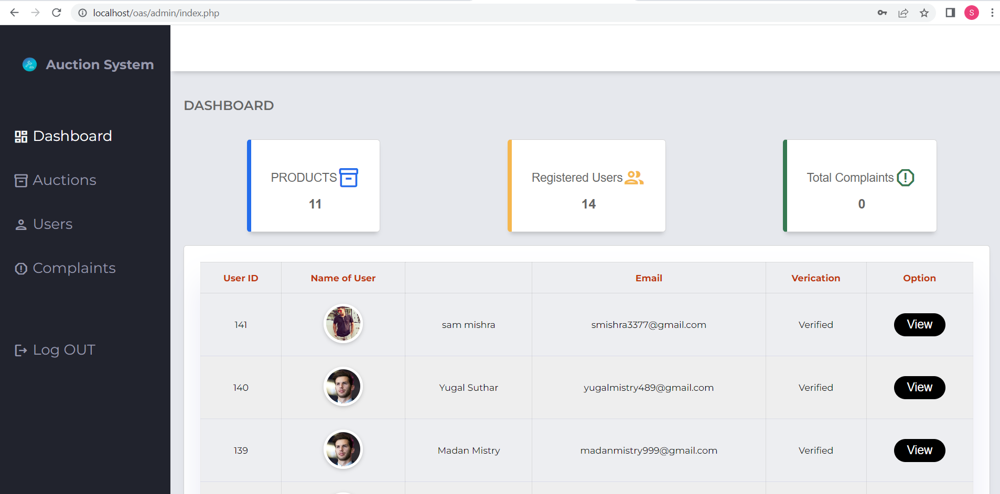 localhost/oas/admin/index.php
S
Auction System
Dashboard
Auctions
Users
Complaints
Log OUT
DASHBOARD
PRODUCTS
11
Registered Users
14
Total Complaints
0
User ID Name of User Email Verication Option
141 sam mishra smishra3377@gmail.com Verified View
140 Yugal Suthar yugalmistry489@gmail.com Verified View
139 Madan Mistry madanmistry999@gmail.com Verified View